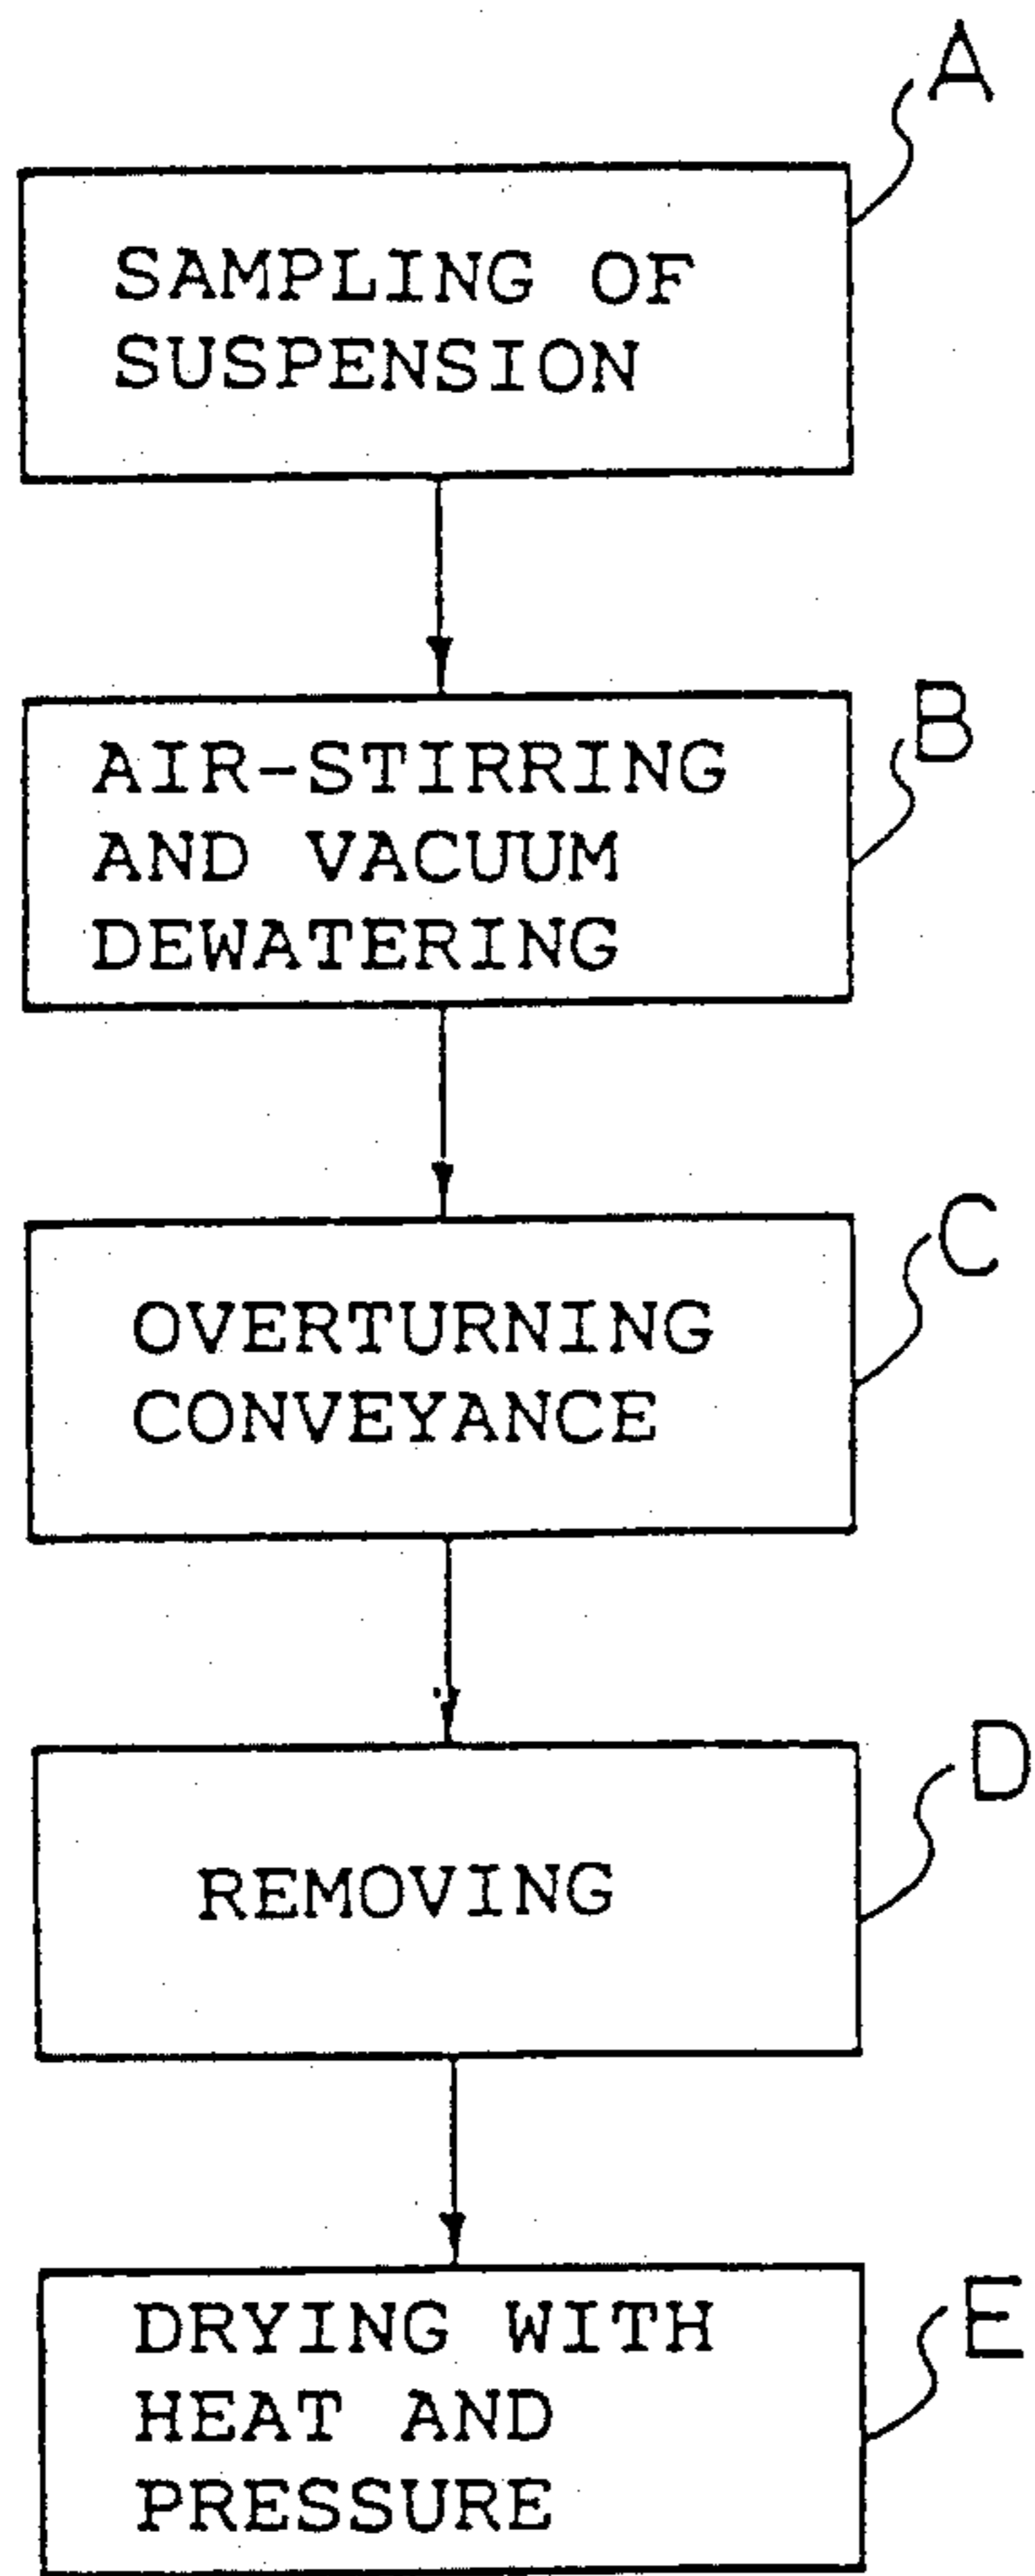 A
SAMPLING OF
SUSPENSION
B
AIR-STIRRING
AND VACUUM
DEWATERING
C
OVERTURNING
CONVEYANCE
D
REMOVING
E
DRYING WITH
HEAT AND
PRESSURE